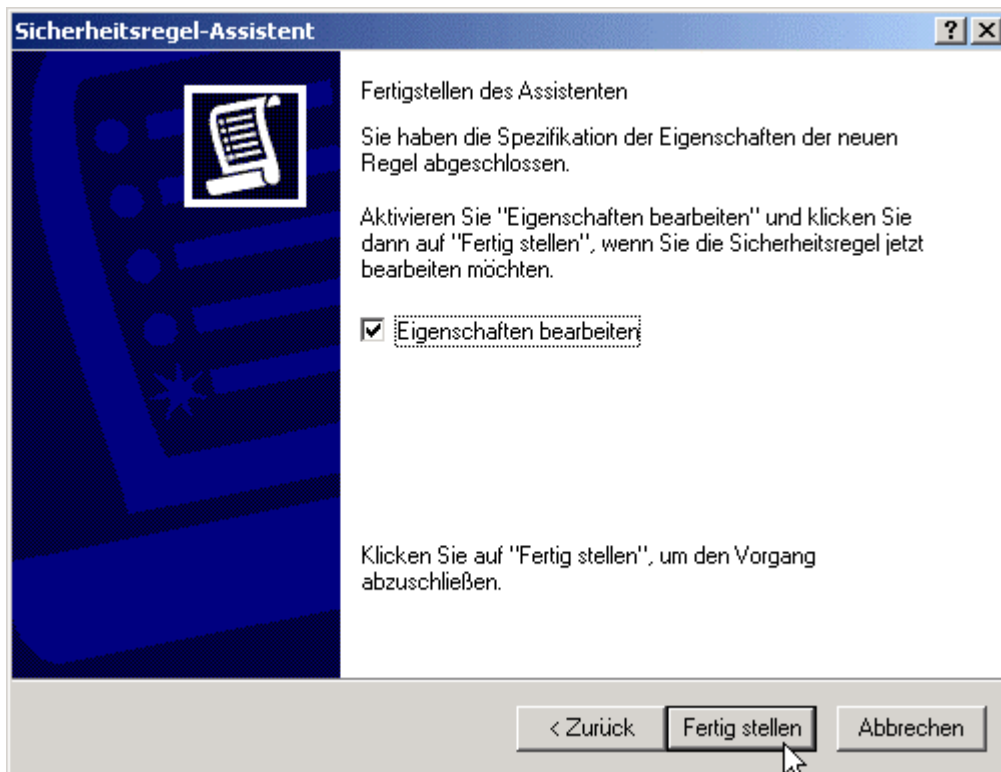 Sicherheitsregel-Assistent
Fertigstellen des Assistenten
Sie haben die Spezifikation der Eigenschaften der neuen
Regel abgeschlossen.
Aktivieren Sie "Eigenschaften bearbeiten" und klicken Sie
dann auf "Fertig stellen", wenn Sie die Sicherheitsregel jetzt
bearbeiten möchten.
Eigenschaften bearbeiten
Klicken Sie auf "Fertig stellen", um den Vorgang
abzuschließen.
< Zurück
Fertig stellen
Abbrechen